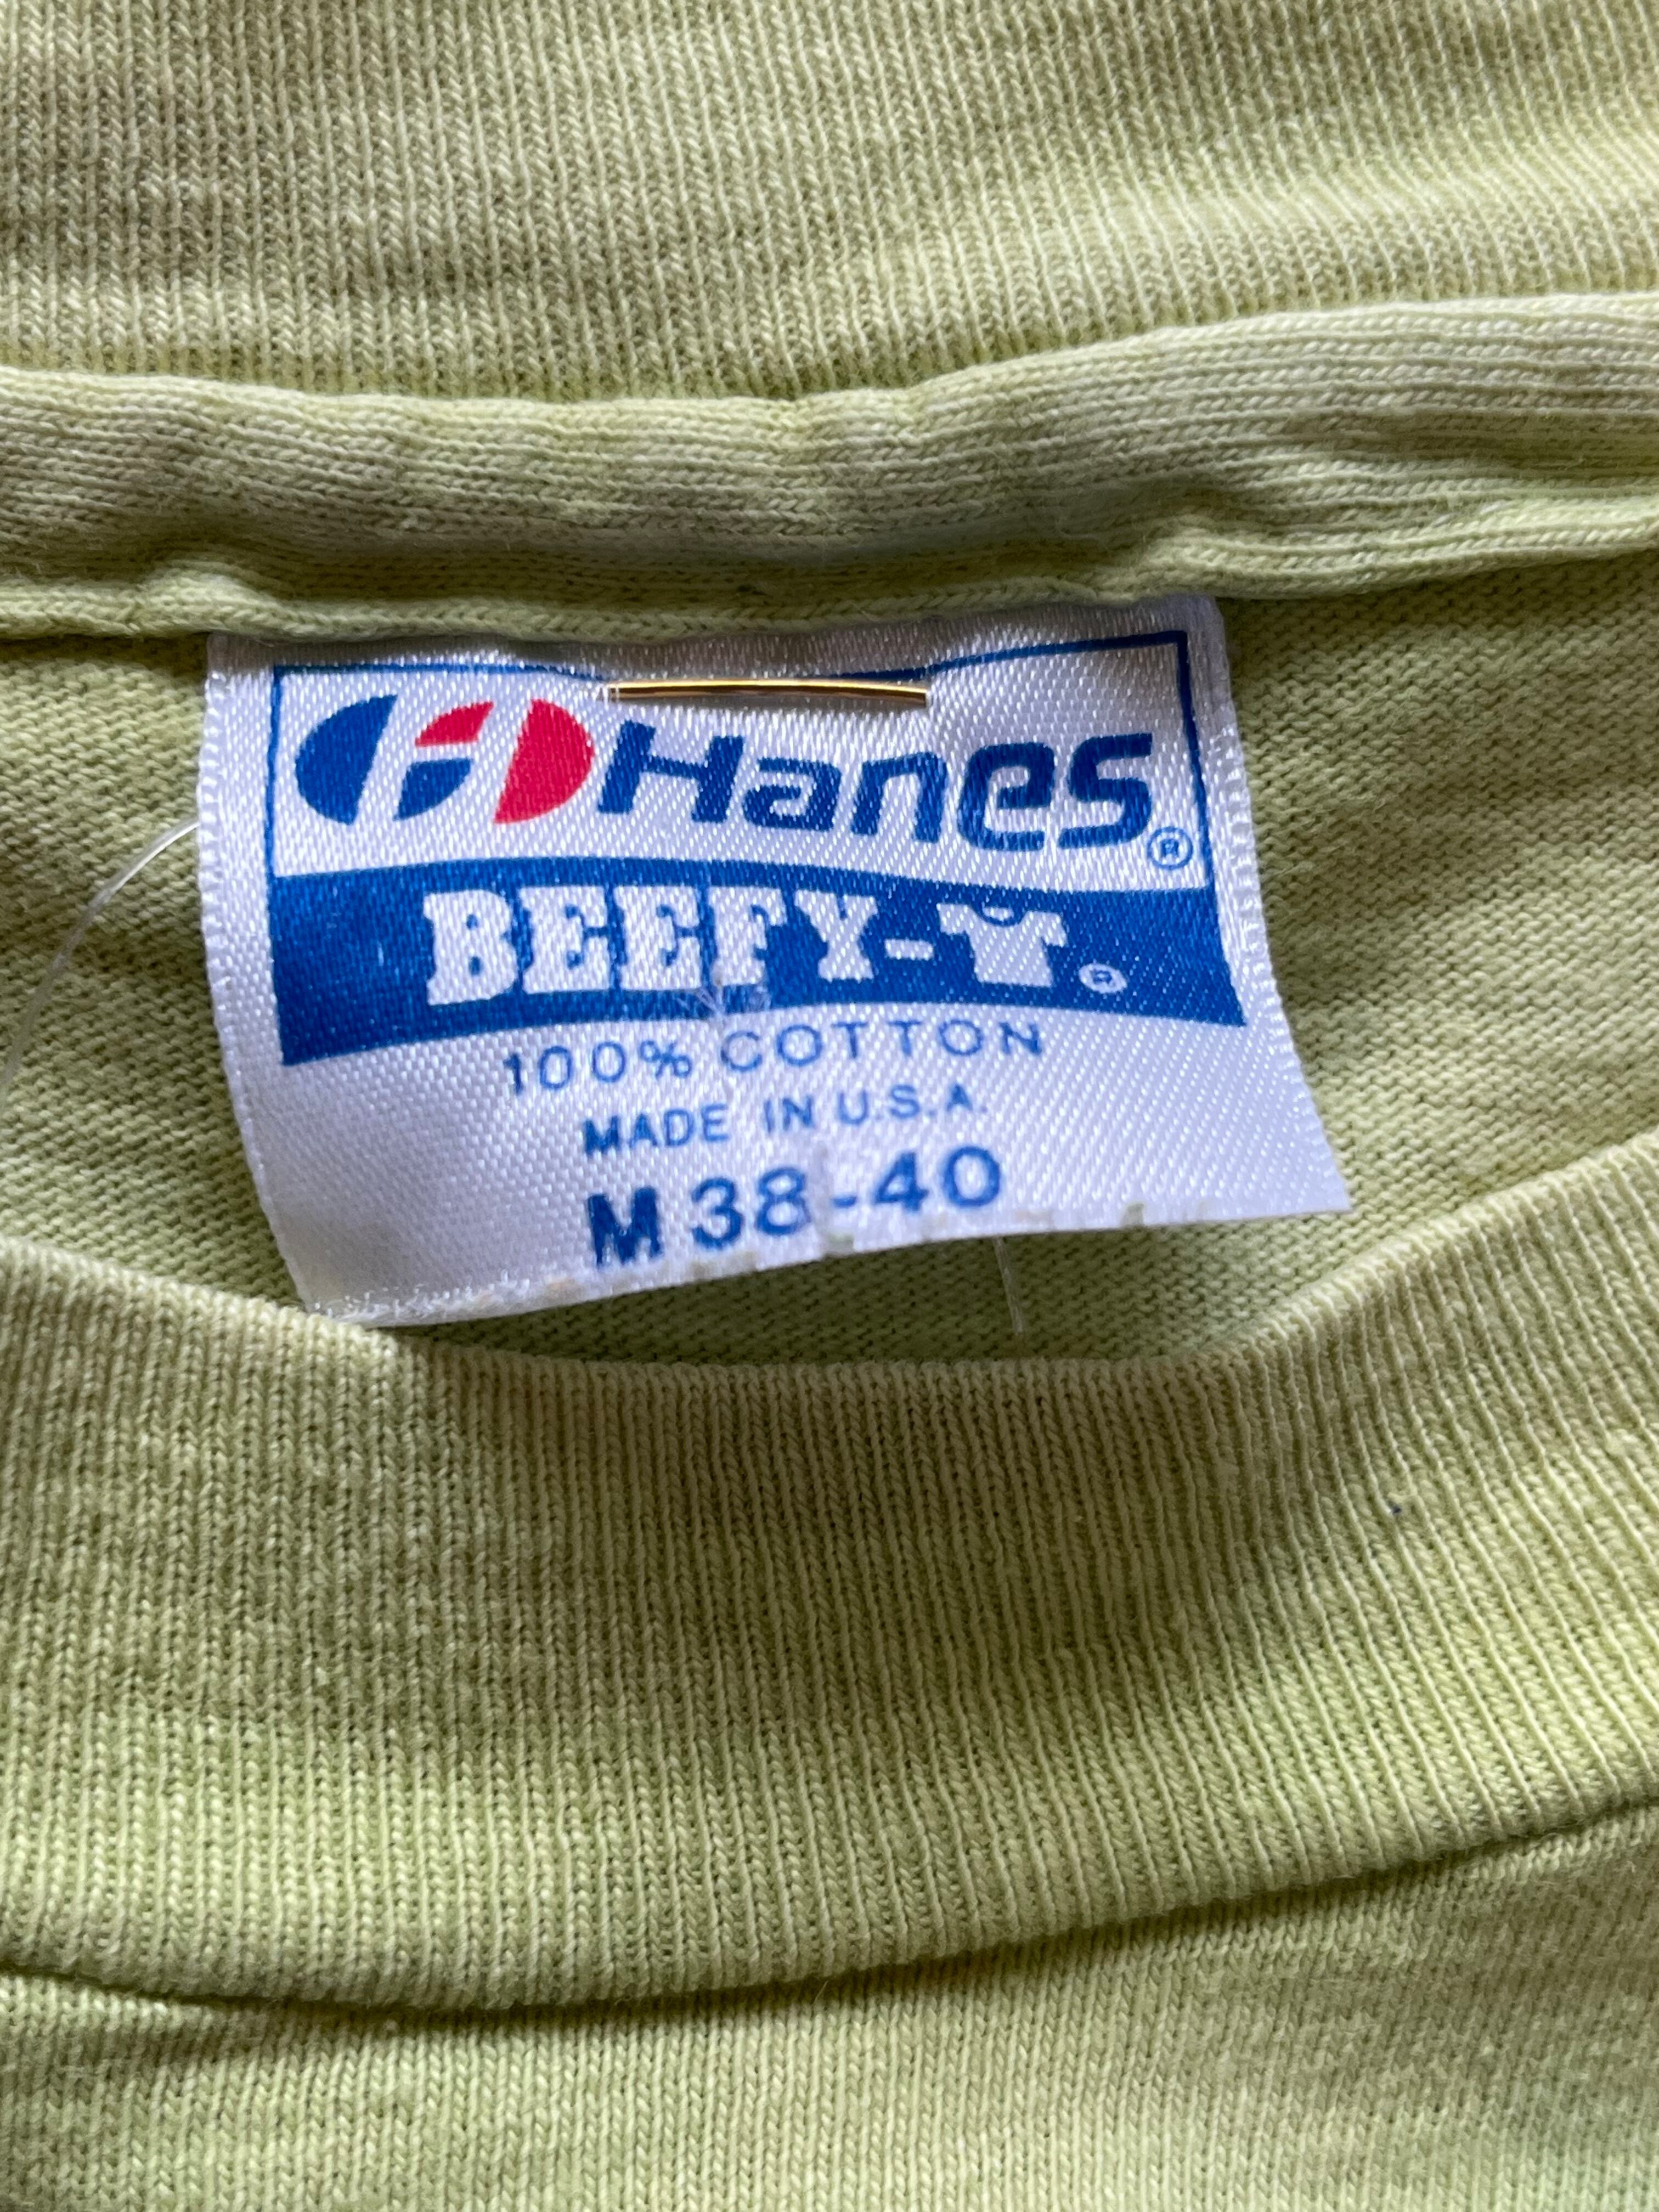 Hanes®
BEEFY-T®
100% COTTON
MADE IN U.S.A.
M 38-40